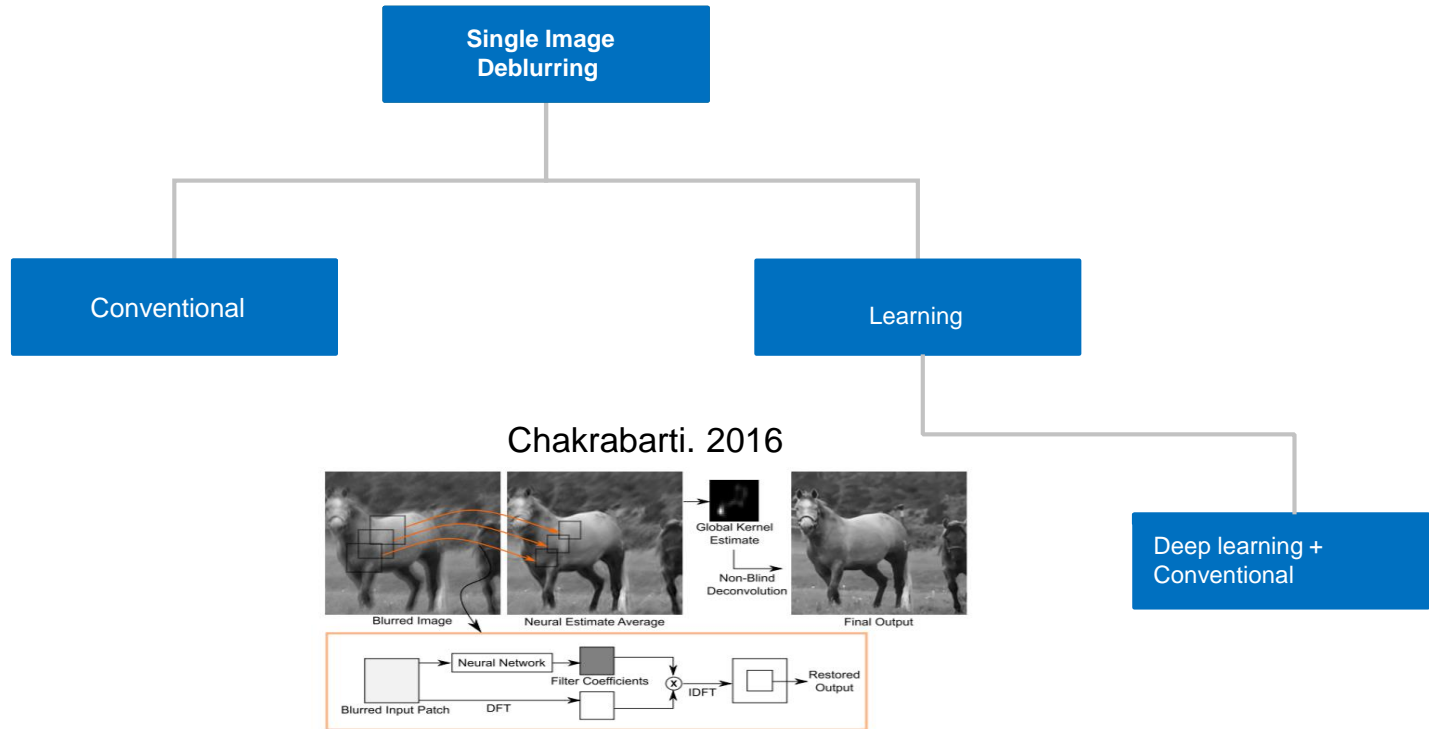 Single Image
Deblurring
Conventional
Learning
Chakrabarti. 2016
Global Kernel
Estimate
Non-Blind
Deconvolution
Blurred Image
Neural Estimate Average
Final Output
Deep learning +
Conventional
Neural Network
Filter Coefficients
X
IDFT
Restored
Output
Blurred Input Patch
DFT